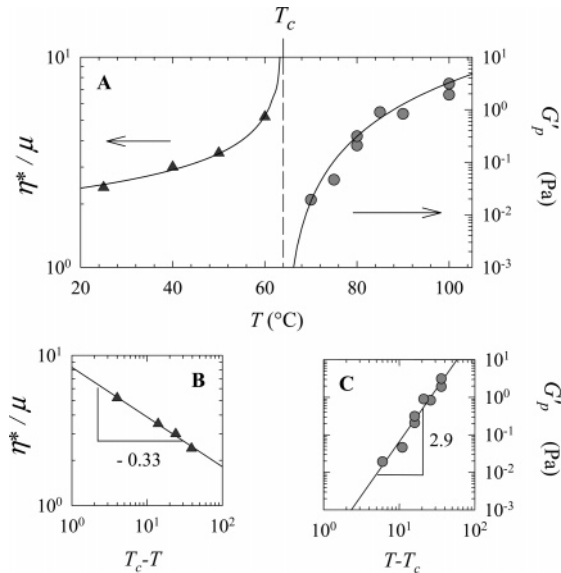 T_c
A
η* / μ
10^1
10^0
10^1
10^0
10^-1
10^-2
10^-3
G'_p (Pa)
20 40 60 80 100
T (°C)
B
η* / μ
10^1
10^0
- 0.33
10^0 10^1 10^2
T_c-T
C
2.9
10^1
10^0
10^-1
10^-2
10^-3
G'_p (Pa)
10^0 10^1 10^2
T-T_c